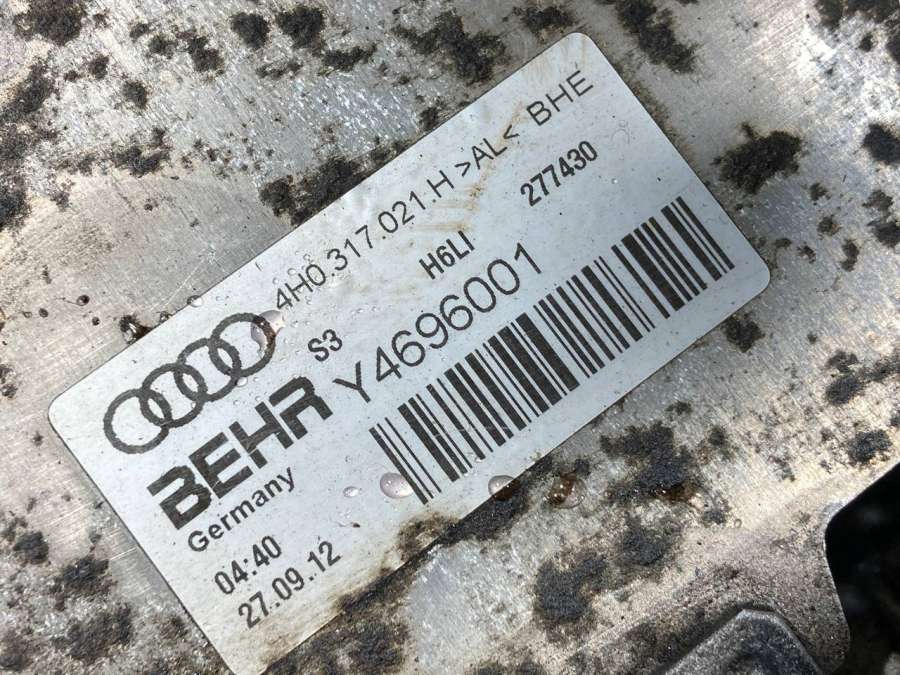 4H0.317.021.H >AL< BHE
S3 H6LI 277430
BEHR Y4696001
Germany
04:40
27.09.12